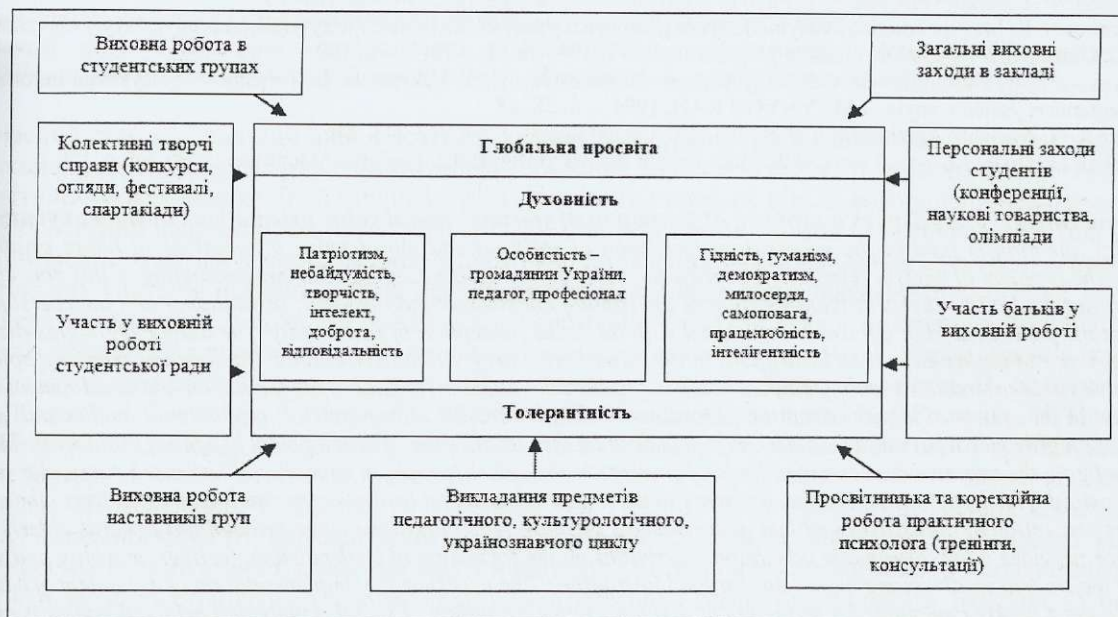 Виховна робота в
студентських групах
Загальні виховні
заходи в закладі
Колективні творчі
справи (конкурси,
огляди, фестивалі,
спартакіади)
Глобальна просвіта
Духовність
Персональні заходи
студентів
(конференції,
наукові товариства,
олімпіади
Патріотизм,
небайдужість,
творчість,
інтелект,
доброта,
відповідальність
Особистість –
громадянин України,
педагог, професіонал
Гідність, гуманізм,
демократизм,
милосердя,
самоповага,
працелюбність,
інтелігентність
Участь у виховній
роботі
студентської ради
Участь батьків у
виховній роботі
Толерантність
Виховна робота
наставників груп
Викладання предметів
педагогічного, культурологічного,
українознавчого циклу
Просвітницька та корекційна
робота практичного
психолога (тренінги,
консультації)